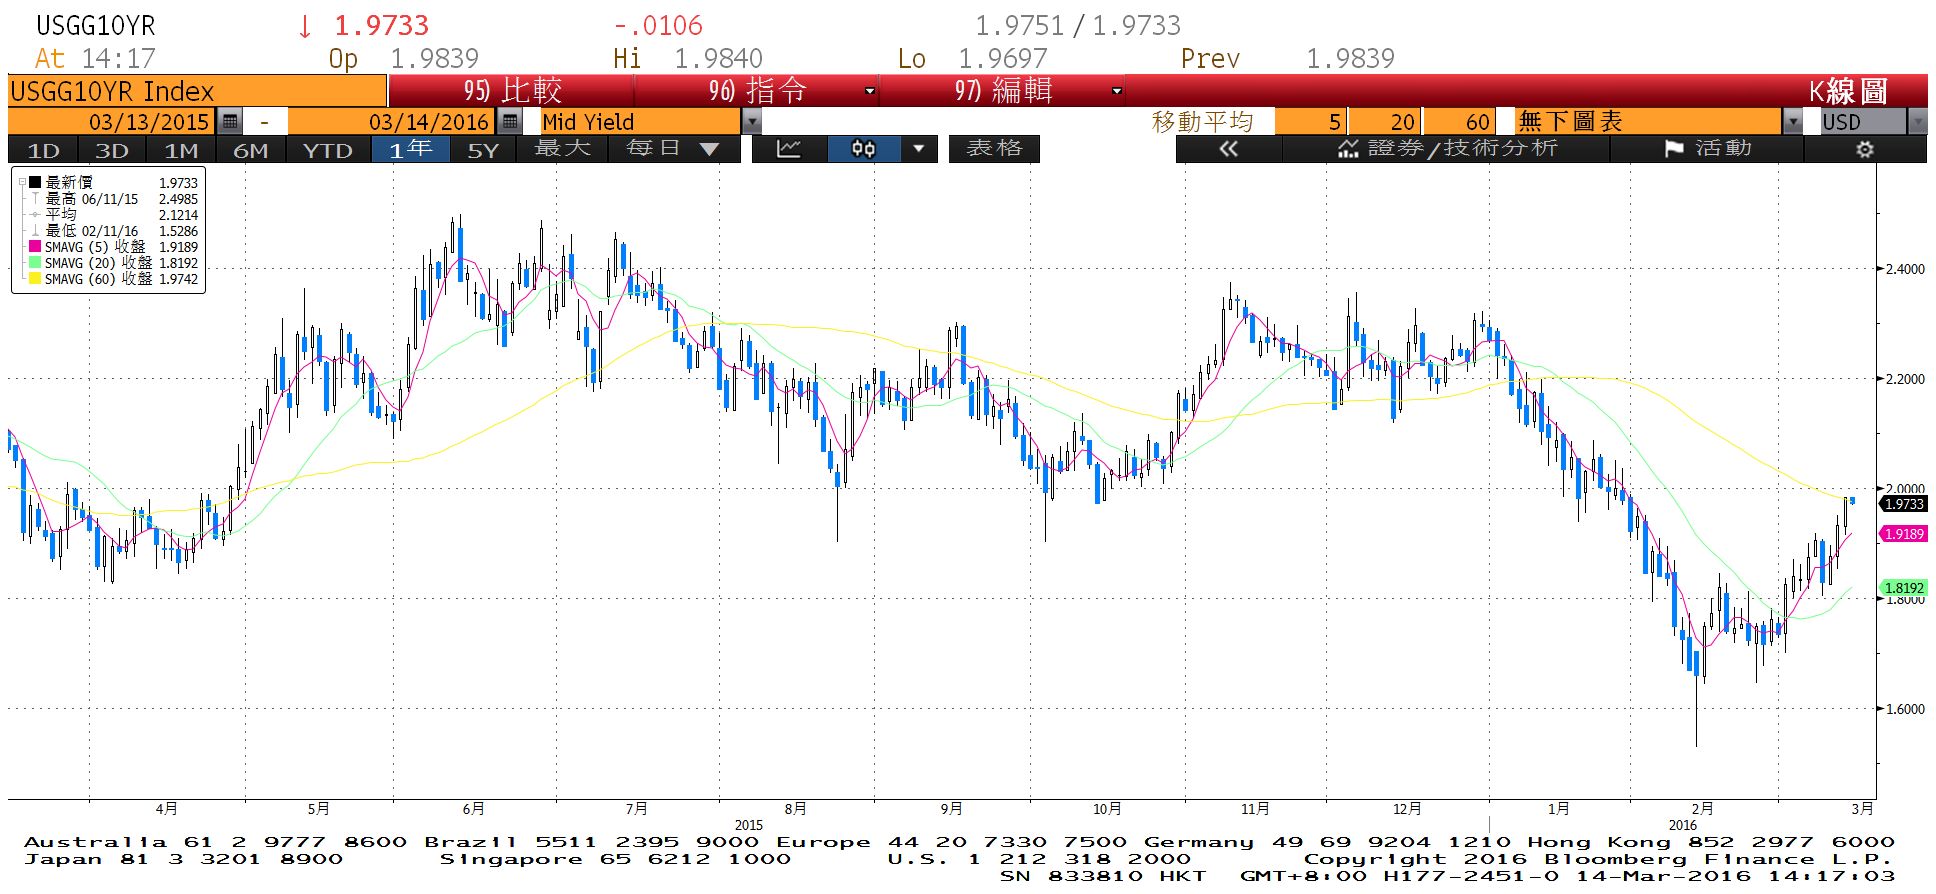 USGG10YR ↓ 1.9733 -.0106 1.9751 / 1.9733
At 14:17 Op 1.9839 Hi 1.9840 Lo 1.9697 Prev 1.9839
USGG10YR Index 95) 比較 96) 指令 97) 編輯 K線圖
03/13/2015 - 03/14/2016 Mid Yield 移動平均 5 20 60 無下圖表 USD
1D 3D 1M 6M YTD 1年 5Y 最大 每日 ▼ 表格 « 證券/技術分析 活動
最新價 1.9733
最高 06/11/15 2.4985
平均 2.1214
最低 02/11/16 1.5286
SMAVG (5) 收盤 1.9189
SMAVG (20) 收盤 1.8192
SMAVG (60) 收盤 1.9742
2.4000
2.2000
2.0000
1.9733
1.9189
1.8192
1.8000
1.6000
4月 5月 6月 7月 8月 9月 10月 11月 12月 1月 2月 3月
2015 2016
Australia 61 2 9777 8600 Brazil 5511 2395 9000 Europe 44 20 7330 7500 Germany 49 69 9204 1210 Hong Kong 852 2977 6000
Japan 81 3 3201 8900 Singapore 65 6212 1000 U.S. 1 212 318 2000 Copyright 2016 Bloomberg Finance L.P.
SN 833810 HKT GMT+8:00 H177-2451-0 14-Mar-2016 14:17:03